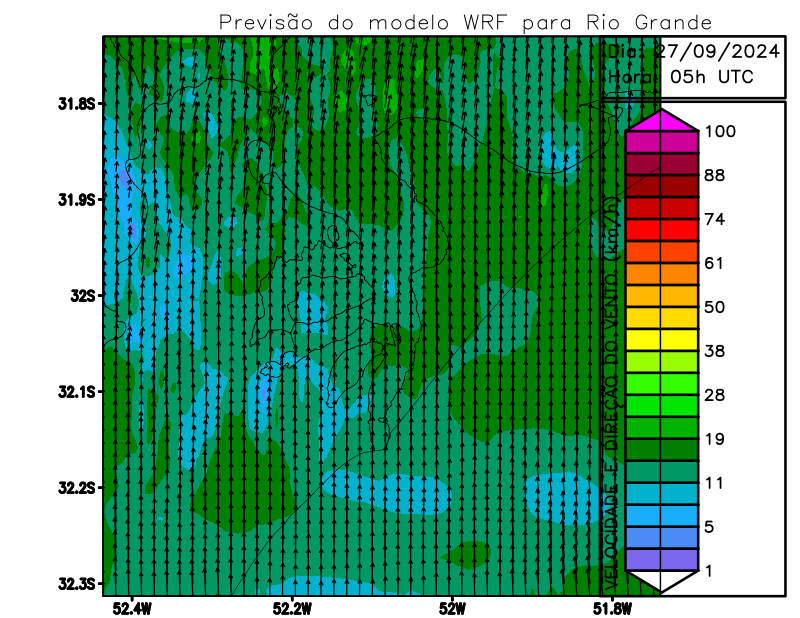 Previsão do modelo WRF para Rio Grande
Dia: 27/09/2024
Hora: 05h UTC
31.8S
31.9S
32S
32.1S
32.2S
32.3S
52.4W
52.2W
52W
51.8W
VELOCIDADE E DIREÇÃO DO VENTO (km/h)
100
88
74
61
50
38
28
19
11
5
1